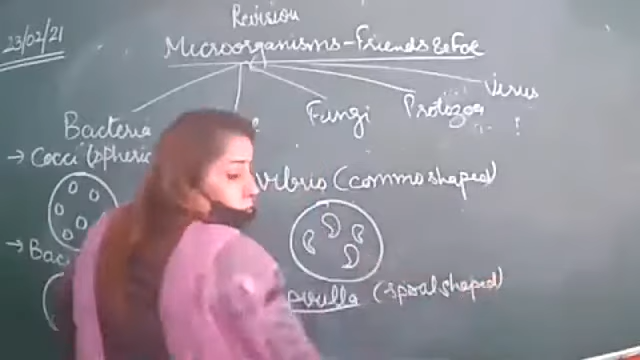 23/02/21
Revision
Microorganisms - Friends & Foe
Bacteria Fungi Protozoa Virus
→ Cocci (spheric
vibrio (comma shaped)
→ Bac
pirilla (spiral shaped)